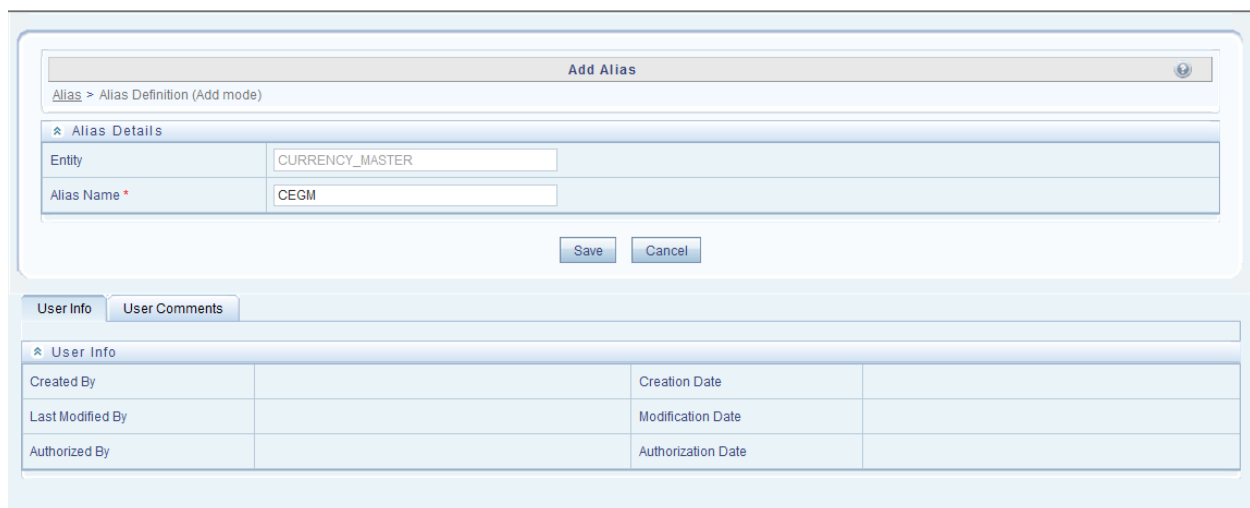 Add Alias
Alias > Alias Definition (Add mode)
Alias Details
Entity CURRENCY_MASTER
Alias Name * CEGM
Save Cancel
User Info User Comments
User Info
Created By Creation Date
Last Modified By Modification Date
Authorized By Authorization Date